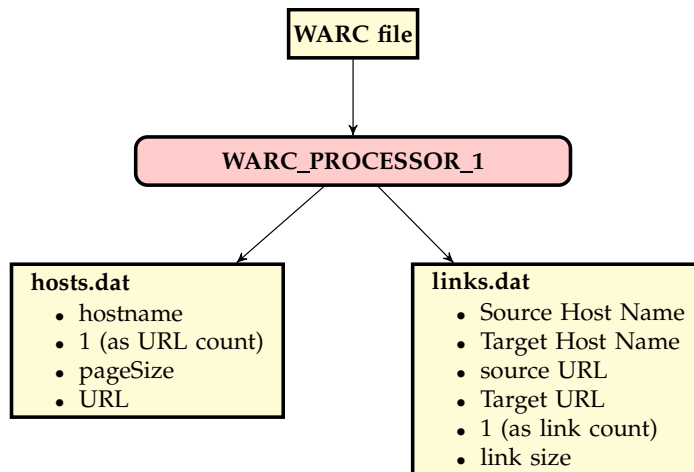 WARC file
WARC_PROCESSOR_1
hosts.dat
• hostname
• 1 (as URL count)
• pageSize
• URL
links.dat
• Source Host Name
• Target Host Name
• source URL
• Target URL
• 1 (as link count)
• link size